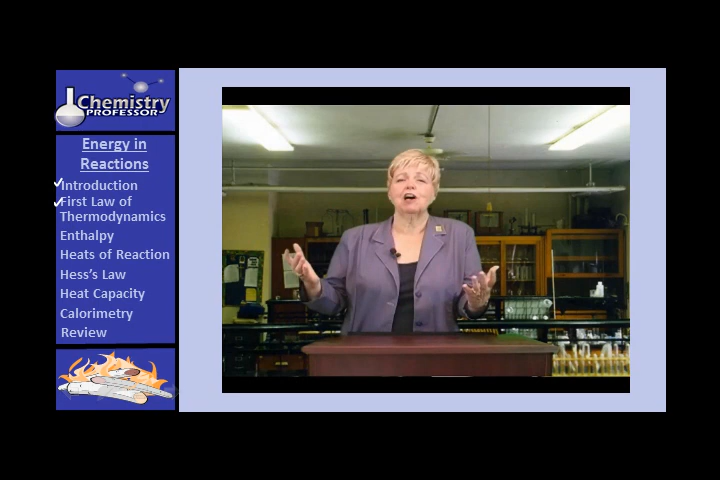 Chemistry
PROFESSOR
Energy in
Reactions
Introduction
First Law of
Thermodynamics
Enthalpy
Heats of Reaction
Hess's Law
Heat Capacity
Calorimetry
Review